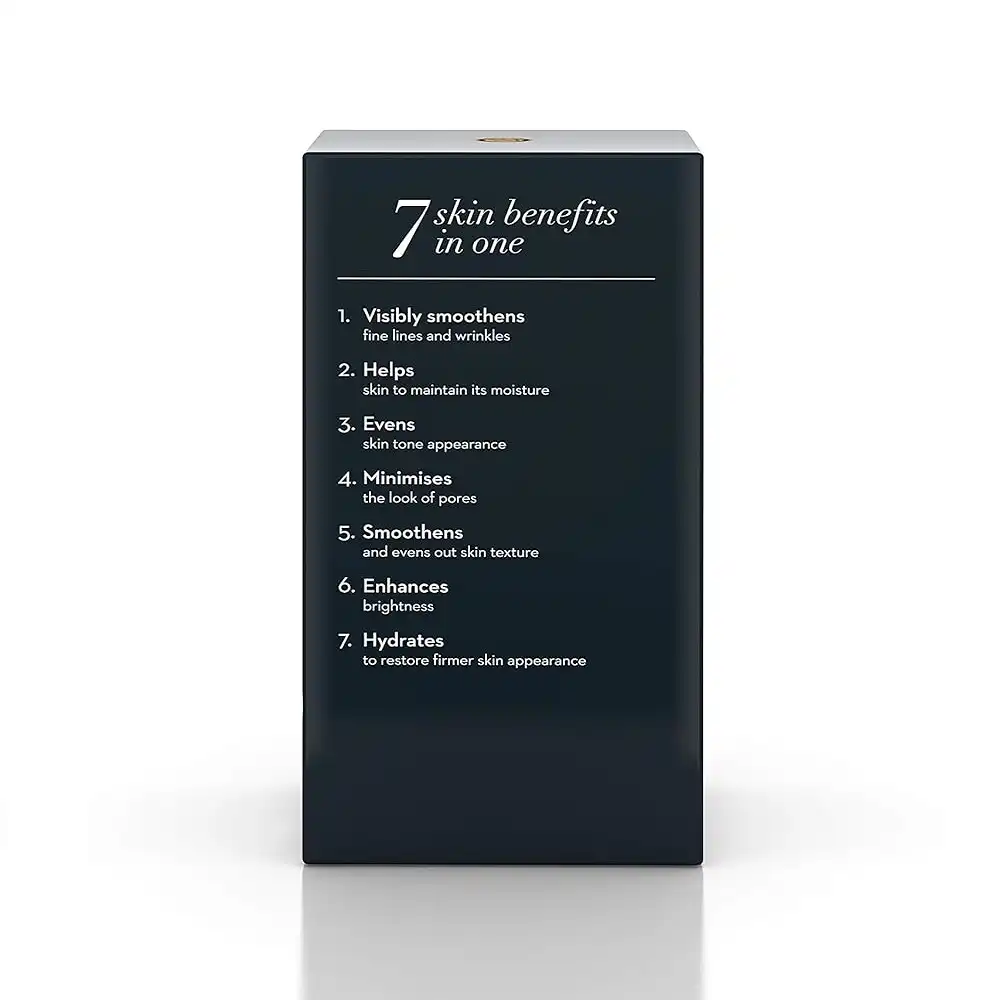 7 skin benefits
in one
1. Visibly smoothens
fine lines and wrinkles
2. Helps
skin to maintain its moisture
3. Evens
skin tone appearance
4. Minimises
the look of pores
5. Smoothens
and evens out skin texture
6. Enhances
brightness
7. Hydrates
to restore firmer skin appearance